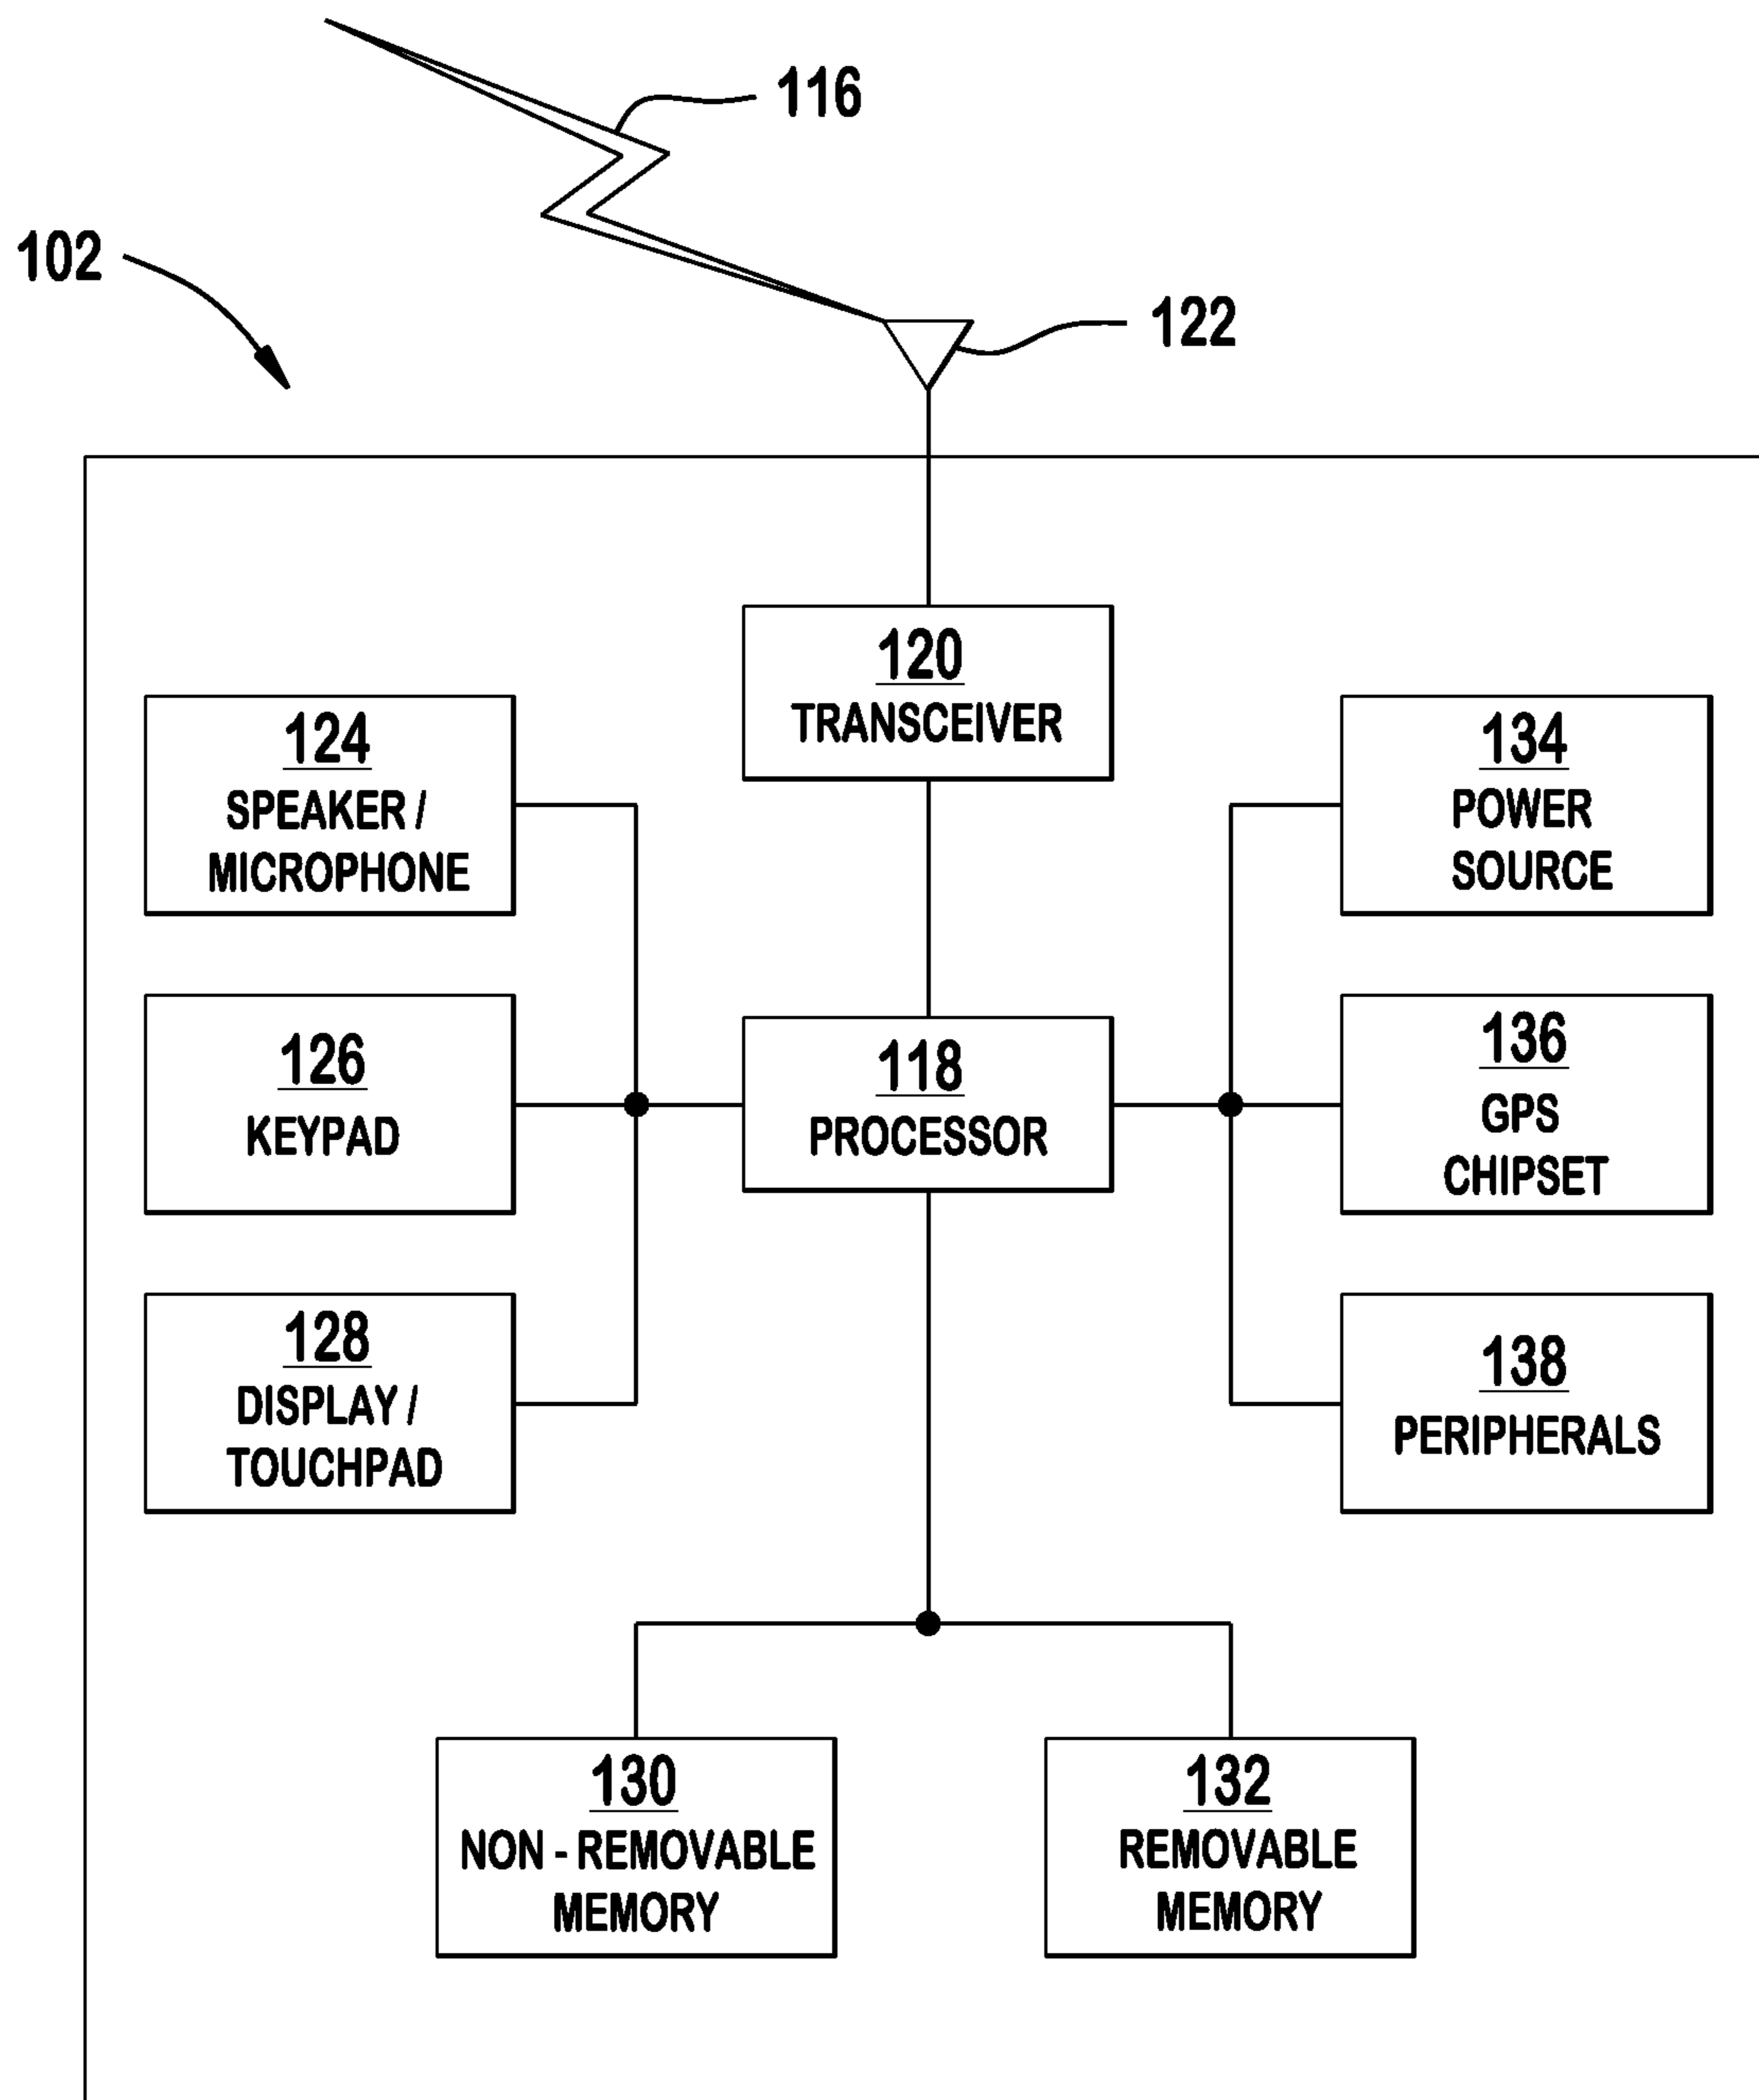 116
102
122
120
TRANSCEIVER
124
SPEAKER /
MICROPHONE
134
POWER
SOURCE
126
KEYPAD
118
PROCESSOR
136
GPS
CHIPSET
128
DISPLAY /
TOUCHPAD
138
PERIPHERALS
130
NON - REMOVABLE
MEMORY
132
REMOVABLE
MEMORY